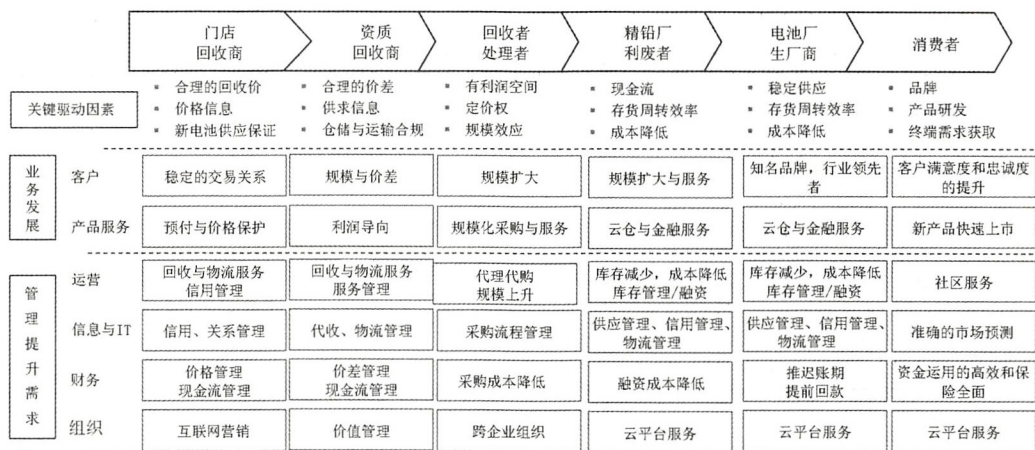 门店
回收商
资质
回收商
回收者
处理者
精铅厂
利废者
电池厂
生厂商
消费者
关键驱动因素
▪ 合理的回收价
▪ 价格信息
▪ 新电池供应保证
▪ 合理的价差
▪ 供求信息
▪ 仓储与运输合规
▪ 有利润空间
▪ 定价权
▪ 规模效应
▪ 现金流
▪ 存货周转效率
▪ 成本降低
▪ 稳定供应
▪ 存货周转效率
▪ 成本降低
▪ 品牌
▪ 产品研发
▪ 终端需求获取
业务发展
客户
稳定的交易关系
规模与价差
规模扩大
规模扩大与服务
知名品牌，行业领先
者
客户满意度和忠诚度
的提升
产品服务
预付与价格保护
利润导向
规模化采购与服务
云仓与金融服务
云仓与金融服务
新产品快速上市
管理提升需求
运营
回收与物流服务
信用管理
回收与物流服务
服务管理
代理代购
规模上升
库存减少，成本降低
库存管理/融资
库存减少，成本降低
库存管理/融资
社区服务
信息与IT
信用、关系管理
代收、物流管理
采购流程管理
供应管理、信用管理、
物流管理
供应管理、信用管理、
物流管理
准确的市场预测
财务
价格管理
现金流管理
价差管理
现金流管理
采购成本降低
融资成本降低
推迟账期
提前回款
资金运用的高效和保
险全面
组织
互联网营销
价值管理
跨企业组织
云平台服务
云平台服务
云平台服务